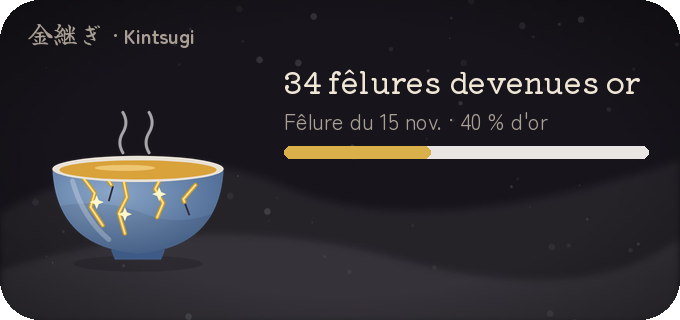 金継ぎ · Kintsugi
34 fêlures devenues or
Fêlure du 15 nov. · 40 % d'or